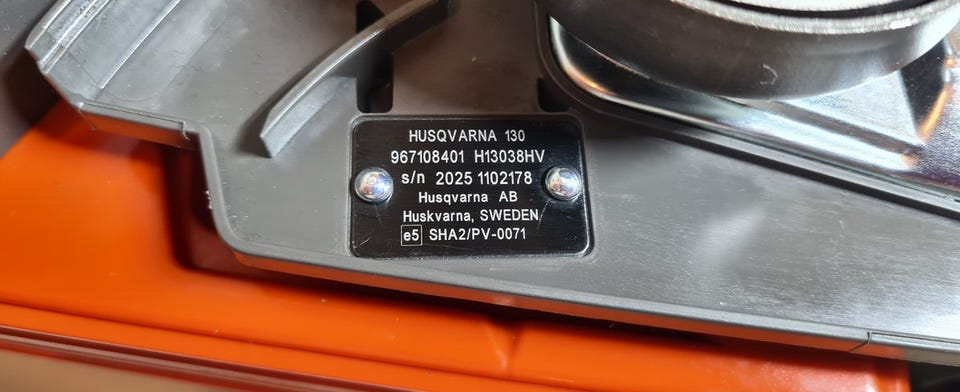 HUSQVARNA 130
967108401 H13038HV
s/n 2025 1102178
Husqvarna AB
Huskvarna, SWEDEN
e5 SHA2/PV-0071